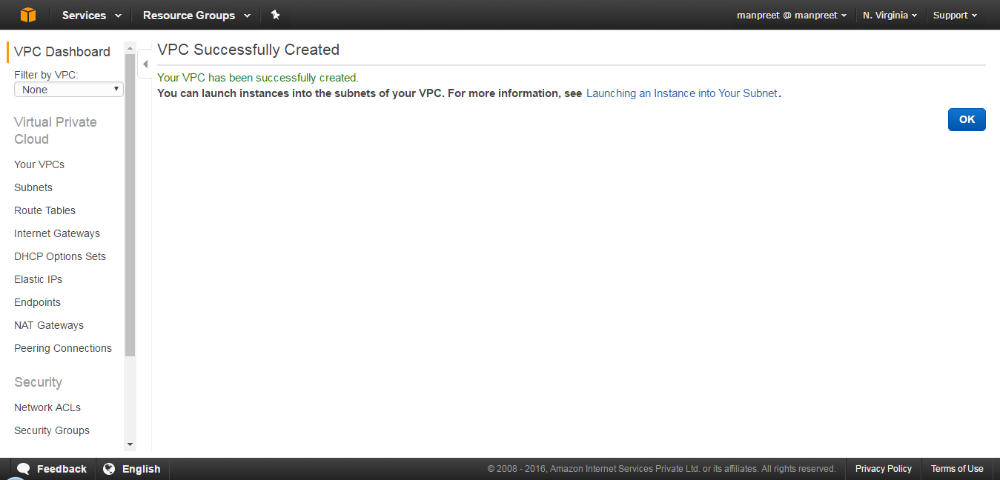 Services Resource Groups manpreet @ manpreet N. Virginia Support
VPC Dashboard
Filter by VPC:
None
Virtual Private
Cloud
Your VPCs
Subnets
Route Tables
Internet Gateways
DHCP Options Sets
Elastic IPs
Endpoints
NAT Gateways
Peering Connections
Security
Network ACLs
Security Groups
VPC Successfully Created
Your VPC has been successfully created.
You can launch instances into the subnets of your VPC. For more information, see Launching an Instance into Your Subnet.
OK
Feedback English © 2008 - 2016, Amazon Internet Services Private Ltd. or its affiliates. All rights reserved. Privacy Policy Terms of Use